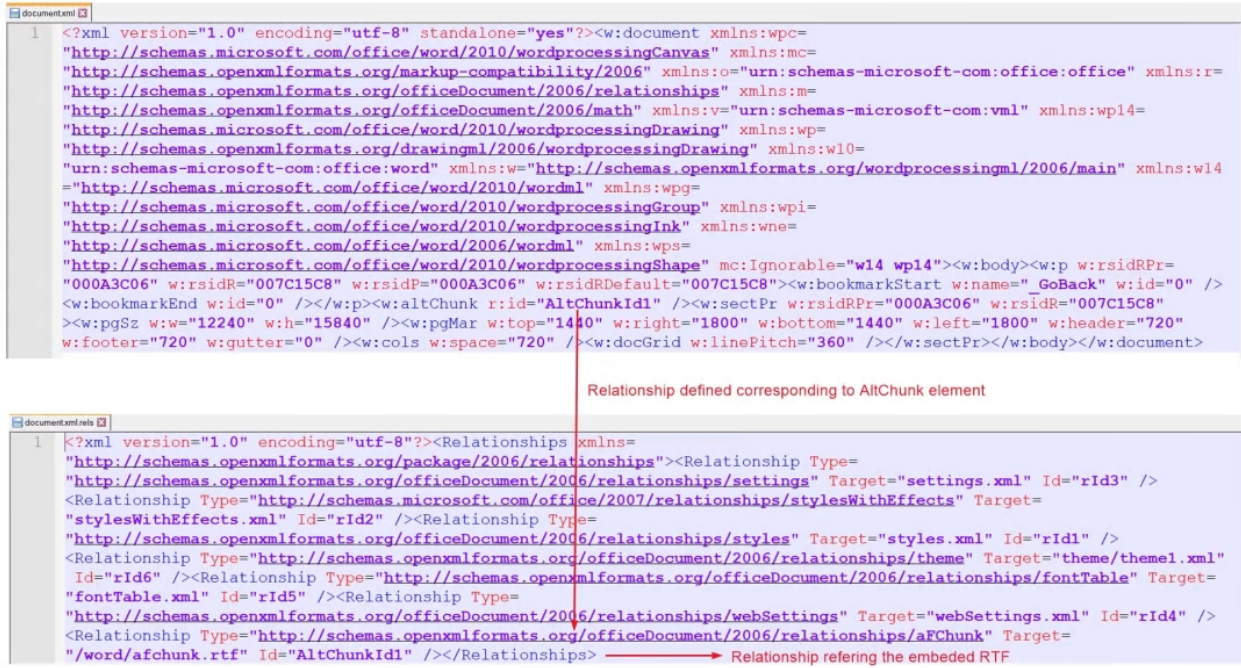 document.xml
1 <?xml version="1.0" encoding="utf-8" standalone="yes"?><w:document xmlns:wpc=
"http://schemas.microsoft.com/office/word/2010/wordprocessingCanvas" xmlns:mc=
"http://schemas.openxmlformats.org/markup-compatibility/2006" xmlns:o="urn:schemas-microsoft-com:office:office" xmlns:r=
"http://schemas.openxmlformats.org/officeDocument/2006/relationships" xmlns:m=
"http://schemas.openxmlformats.org/officeDocument/2006/math" xmlns:v="urn:schemas-microsoft-com:vml" xmlns:wp14=
"http://schemas.microsoft.com/office/word/2010/wordprocessingDrawing" xmlns:wp=
"http://schemas.openxmlformats.org/drawingml/2006/wordprocessingDrawing" xmlns:w10=
"urn:schemas-microsoft-com:office:word" xmlns:w="http://schemas.openxmlformats.org/wordprocessingml/2006/main" xmlns:w14
="http://schemas.microsoft.com/office/word/2010/wordml" xmlns:wpg=
"http://schemas.microsoft.com/office/word/2010/wordprocessingGroup" xmlns:wpi=
"http://schemas.microsoft.com/office/word/2010/wordprocessingInk" xmlns:wne=
"http://schemas.microsoft.com/office/word/2006/wordml" xmlns:wps=
"http://schemas.microsoft.com/office/word/2010/wordprocessingShape" mc:Ignorable="w14 wp14"><w:body><w:p w:rsidRPr=
"000A3C06" w:rsidR="007C15C8" w:rsidP="000A3C06" w:rsidRDefault="007C15C8"><w:bookmarkStart w:name="_GoBack" w:id="0" />
<w:bookmarkEnd w:id="0" /></w:p><w:altChunk r:id="AltChunkId1" /><w:sectPr w:rsidRPr="000A3C06" w:rsidR="007C15C8"
><w:pgSz w:w="12240" w:h="15840" /><w:pgMar w:top="1440" w:right="1800" w:bottom="1440" w:left="1800" w:header="720"
w:footer="720" w:gutter="0" /><w:cols w:space="720" /><w:docGrid w:linePitch="360" /></w:sectPr></w:body></w:document>
Relationship defined corresponding to AltChunk element
document.xml.rels
1 <?xml version="1.0" encoding="utf-8"?><Relationships xmlns=
"http://schemas.openxmlformats.org/package/2006/relationships"><Relationship Type=
"http://schemas.openxmlformats.org/officeDocument/2006/relationships/settings" Target="settings.xml" Id="rId3" />
<Relationship Type="http://schemas.microsoft.com/office/2007/relationships/stylesWithEffects" Target=
"stylesWithEffects.xml" Id="rId2" /><Relationship Type=
"http://schemas.openxmlformats.org/officeDocument/2006/relationships/styles" Target="styles.xml" Id="rId1" />
<Relationship Type="http://schemas.openxmlformats.org/officeDocument/2006/relationships/theme" Target="theme/theme1.xml"
Id="rId6" /><Relationship Type="http://schemas.openxmlformats.org/officeDocument/2006/relationships/fontTable" Target=
"fontTable.xml" Id="rId5" /><Relationship Type=
"http://schemas.openxmlformats.org/officeDocument/2006/relationships/webSettings" Target="webSettings.xml" Id="rId4" />
<Relationship Type="http://schemas.openxmlformats.org/officeDocument/2006/relationships/aFChunk" Target=
"/word/afchunk.rtf" Id="AltChunkId1" /></Relationships> Relationship refering the embeded RTF